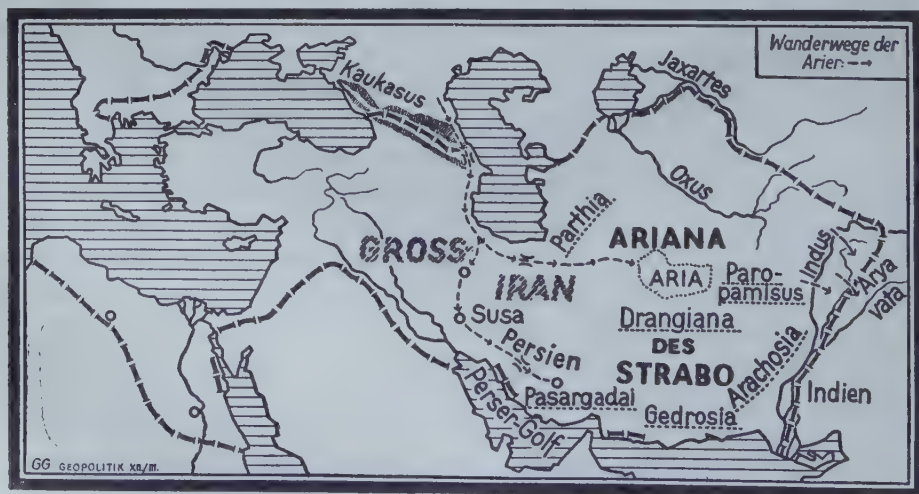 Wanderwege der
Arier:
Kaukasus
Jaxartes
Oxus
Parthia
GROSS
ARIANA
IRAN
ARIA
Paro-
pamisus
Indus
Arya
vata
Susa
Drangiana
DES
Persien
STRABO
Arachosia
Pasargadai
Gedrosia
Indien
Perser-Golf
GG GEOPOLITIK